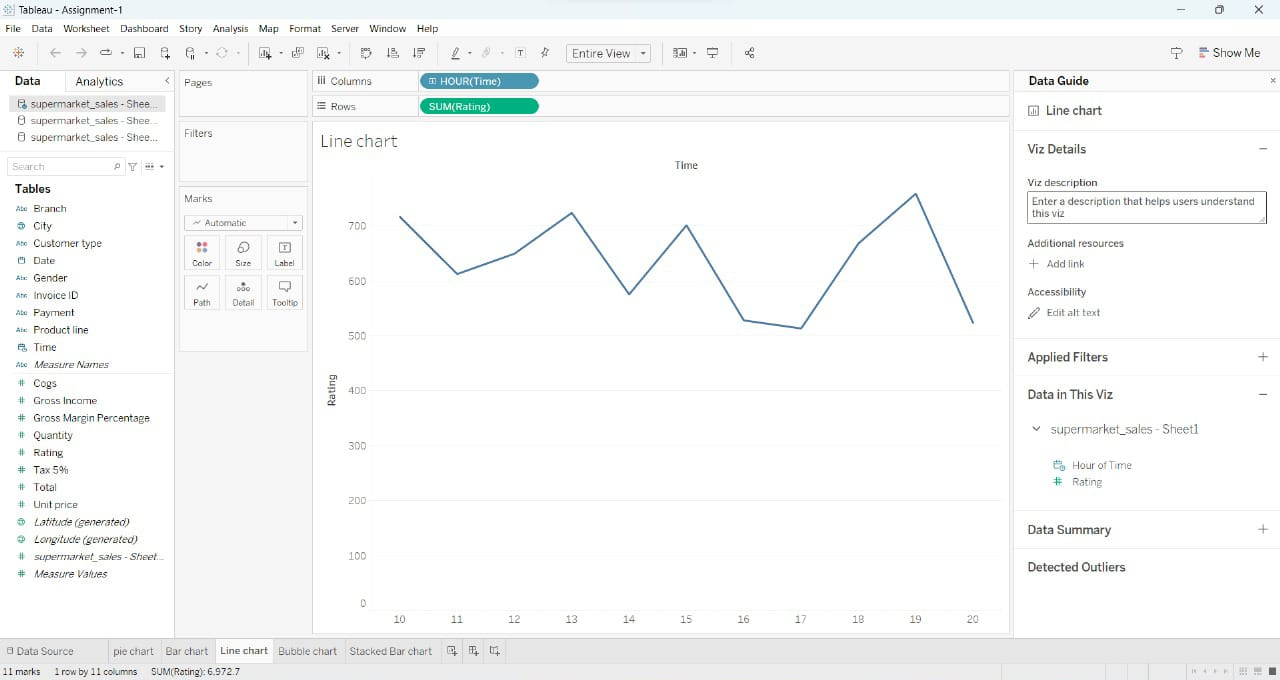 Tableau - Assignment-1
File Data Worksheet Dashboard Story Analysis Map Format Server Window Help
Entire View
Show Me
Data Analytics
supermarket_sales - Shee...
supermarket_sales - Shee...
supermarket_sales - Shee...
Search
Tables
Abc Branch
City
Abc Customer type
Date
Abc Gender
Abc Invoice ID
Abc Payment
Abc Product line
Time
Abc Measure Names
# Cogs
# Gross Income
# Gross Margin Percentage
# Quantity
# Rating
# Tax 5%
# Total
# Unit price
Latitude (generated)
Longitude (generated)
# supermarket_sales - Sheet...
# Measure Values
Pages
Filters
Marks
Automatic
Color Size Label
Path Detail Tooltip
Columns HOUR(Time)
Rows SUM(Rating)
Line chart
Time
Rating
700
600
500
400
300
200
100
0
10 11 12 13 14 15 16 17 18 19 20
Data Guide
Line chart
Viz Details
Viz description
Enter a description that helps users understand
this viz
Additional resources
Add link
Accessibility
Edit alt text
Applied Filters
Data in This Viz
supermarket_sales - Sheet1
Hour of Time
# Rating
Data Summary
Detected Outliers
Data Source pie chart Bar chart Line chart Bubble chart Stacked Bar chart
11 marks 1 row by 11 columns SUM(Rating): 6,972.7